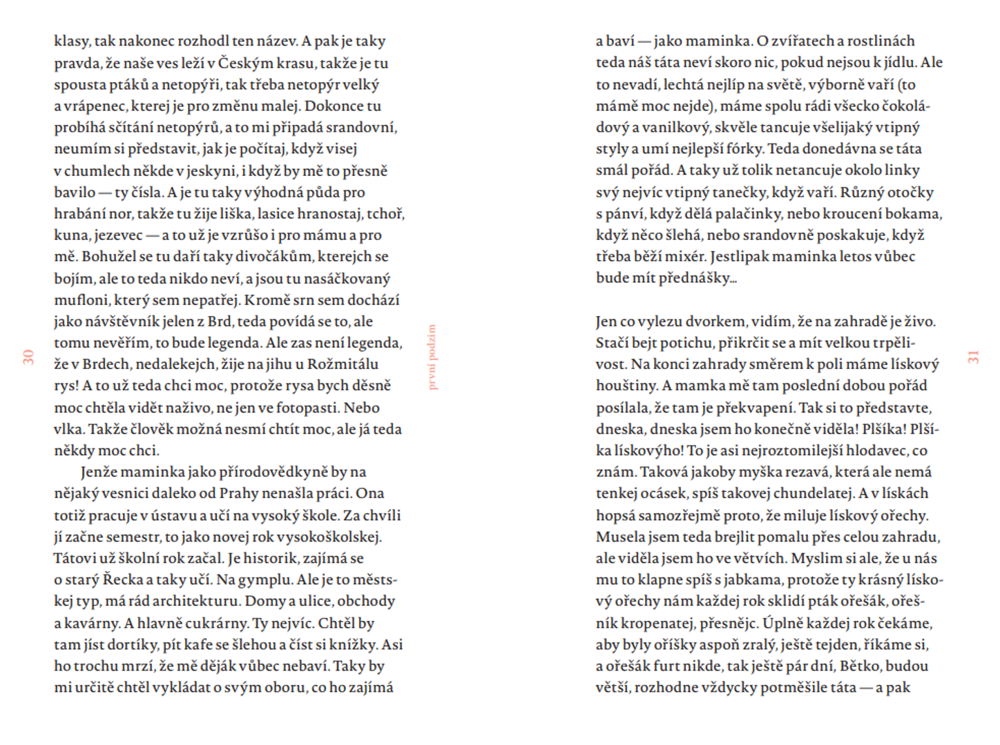 klasy, tak nakonec rozhodl ten název. A pak je taky
pravda, že naše ves leží v Českým krasu, takže je tu
spousta ptáků a netopýři, tak třeba netopýr velký
a vrápenec, kterej je pro změnu malej. Dokonce tu
probíhá sčítání netopýrů, a to mi připadá srandovní,
neumím si představit, jak je počítaj, když visej
v chumlech někde v jeskyni, i když by mě to přesně
bavilo — ty čísla. A je tu taky výhodná půda pro
hrabání nor, takže tu žije liška, lasice hranostaj, tchoř,
kuna, jezevec — a to už je vzrůšo i pro mámu a pro
mě. Bohužel se tu daří taky divočákům, kterejch se
bojím, ale to teda nikdo neví, a jsou tu nasáčkovaný
mufloni, který sem nepatřej. Kromě srn sem dochází
jako návštěvník jelen z Brd, teda povídá se to, ale
tomu nevěřím, to bude legenda. Ale zas není legenda,
že v Brdech, nedalekejch, žije na jihu u Rožmitálu
rys! A to už teda chci moc, protože rysa bych děsně
moc chtěla vidět naživo, ne jen ve fotopasti. Nebo
vlka. Takže člověk možná nesmí chtít moc, ale já teda
někdy moc chci.
Jenže maminka jako přírodovědkyně by na
nějaký vesnici daleko od Prahy nenašla práci. Ona
totiž pracuje v ústavu a učí na vysoký škole. Za chvíli
jí začne semestr, to jako novej rok vysokoškolskej.
Tátovi už školní rok začal. Je historik, zajímá se
o starý Řecka a taky učí. Na gymplu. Ale je to městs-
kej typ, má rád architekturu. Domy a ulice, obchody
a kavárny. A hlavně cukrárny. Ty nejvíc. Chtěl by
tam jíst dortíky, pít kafe se šlehou a číst si knížky. Asi
ho trochu mrzí, že mě děják vůbec nebaví. Taky by
mi určitě chtěl vykládat o svým oboru, co ho zajímá
30
první podzim
a baví — jako maminka. O zvířatech a rostlinách
teda náš táta neví skoro nic, pokud nejsou k jídlu. Ale
to nevadí, lechtá nejlíp na světě, výborně vaří (to
mámě moc nejde), máme spolu rádi všecko čokolá-
dový a vanilkový, skvěle tancuje všelijaký vtipný
styly a umí nejlepší fórky. Teda donedávna se táta
smál pořád. A taky už tolik netancuje okolo linky
svý nejvíc vtipný tanečky, když vaří. Různý otočky
s pánví, když dělá palačinky, nebo kroucení bokama,
když něco šlehá, nebo srandovně poskakuje, když
třeba běží mixér. Jestlipak maminka letos vůbec
bude mít přednášky…
Jen co vylezu dvorkem, vidím, že na zahradě je živo.
Stačí bejt potichu, přikrčit se a mít velkou trpěli-
vost. Na konci zahrady směrem k poli máme lískový
houštiny. A mamka mě tam poslední dobou pořád
posílala, že tam je překvapení. Tak si to představte,
dneska, dneska jsem ho konečně viděla! Plšíka! Plší-
ka lískovýho! To je asi nejroztomilejší hlodavec, co
znám. Taková jakoby myška rezavá, která ale nemá
tenkej ocásek, spíš takovej chundelatej. A v lískách
hopsá samozřejmě proto, že miluje lískový ořechy.
Musela jsem teda brejlit pomalu přes celou zahradu,
ale viděla jsem ho ve větvích. Myslim si ale, že u nás
mu to klapne spíš s jabkama, protože ty krásný lísko-
vý ořechy nám každej rok sklidí pták ořešák, ořeš-
ník kropenatej, přesnějc. Úplně každej rok čekáme,
aby byly oříšky aspoň zralý, ještě tejden, říkáme si,
a ořešák furt nikde, tak ještě pár dní, Bětko, budou
větší, rozhodne vždycky potměšile táta — a pak
31